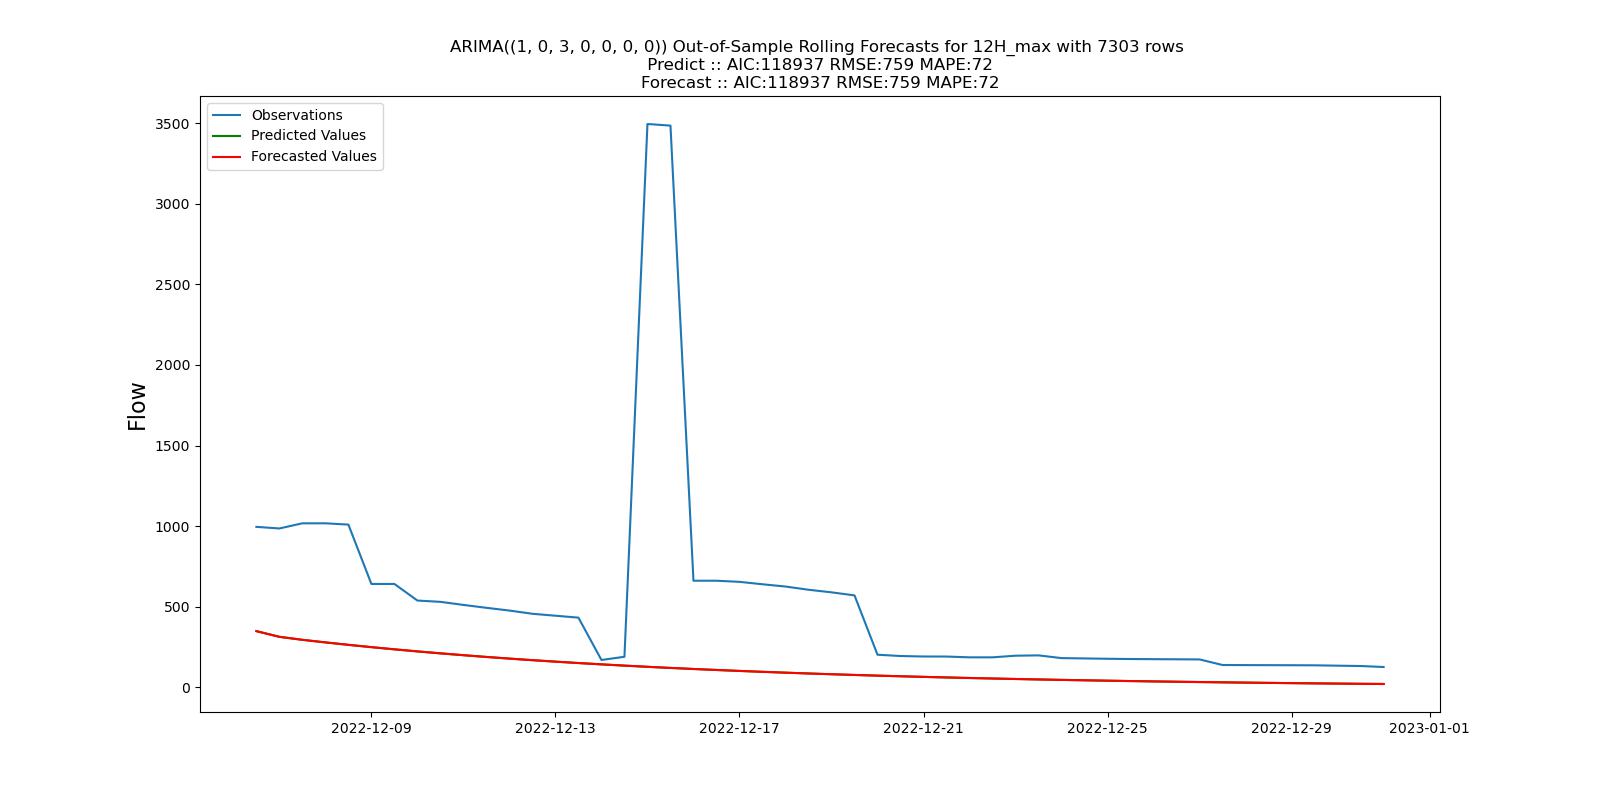 ARIMA((1, 0, 3, 0, 0, 0, 0)) Out-of-Sample Rolling Forecasts for 12H_max with 7303 rows
Predict :: AIC:118937 RMSE:759 MAPE:72
Forecast :: AIC:118937 RMSE:759 MAPE:72
Observations
Predicted Values
Forecasted Values
3500
3000
2500
2000
1500
1000
500
0
Flow
2022-12-09
2022-12-13
2022-12-17
2022-12-21
2022-12-25
2022-12-29
2023-01-01